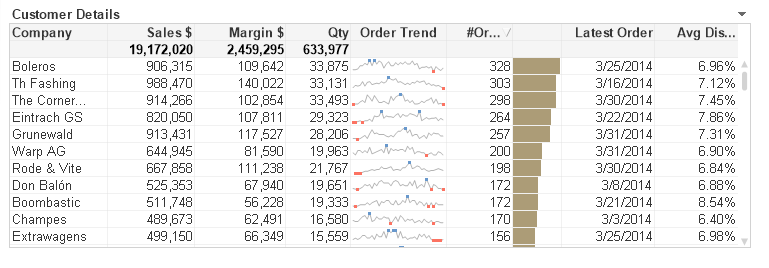 Customer Details
Company Sales $ Margin $ Qty Order Trend #Or... Latest Order Avg Dis...
19,172,020 2,459,295 633,977
Boleros 906,315 109,642 33,875 328 3/25/2014 6.96%
Th Fashing 988,470 140,022 33,131 303 3/16/2014 7.12%
The Corner... 914,266 102,854 33,493 298 3/30/2014 7.45%
Eintrach GS 820,050 107,811 29,323 264 3/22/2014 7.86%
Grunewald 913,431 117,527 28,206 257 3/31/2014 7.31%
Warp AG 644,945 81,590 19,963 200 3/31/2014 6.90%
Rode & Vite 667,858 111,238 21,767 198 3/30/2014 6.84%
Don Balón 525,353 67,940 19,651 172 3/8/2014 6.88%
Boombastic 511,748 56,228 19,333 172 3/21/2014 8.54%
Champes 489,673 62,491 16,580 170 3/3/2014 6.40%
Extrawagens 499,150 66,349 15,559 156 3/25/2014 6.98%